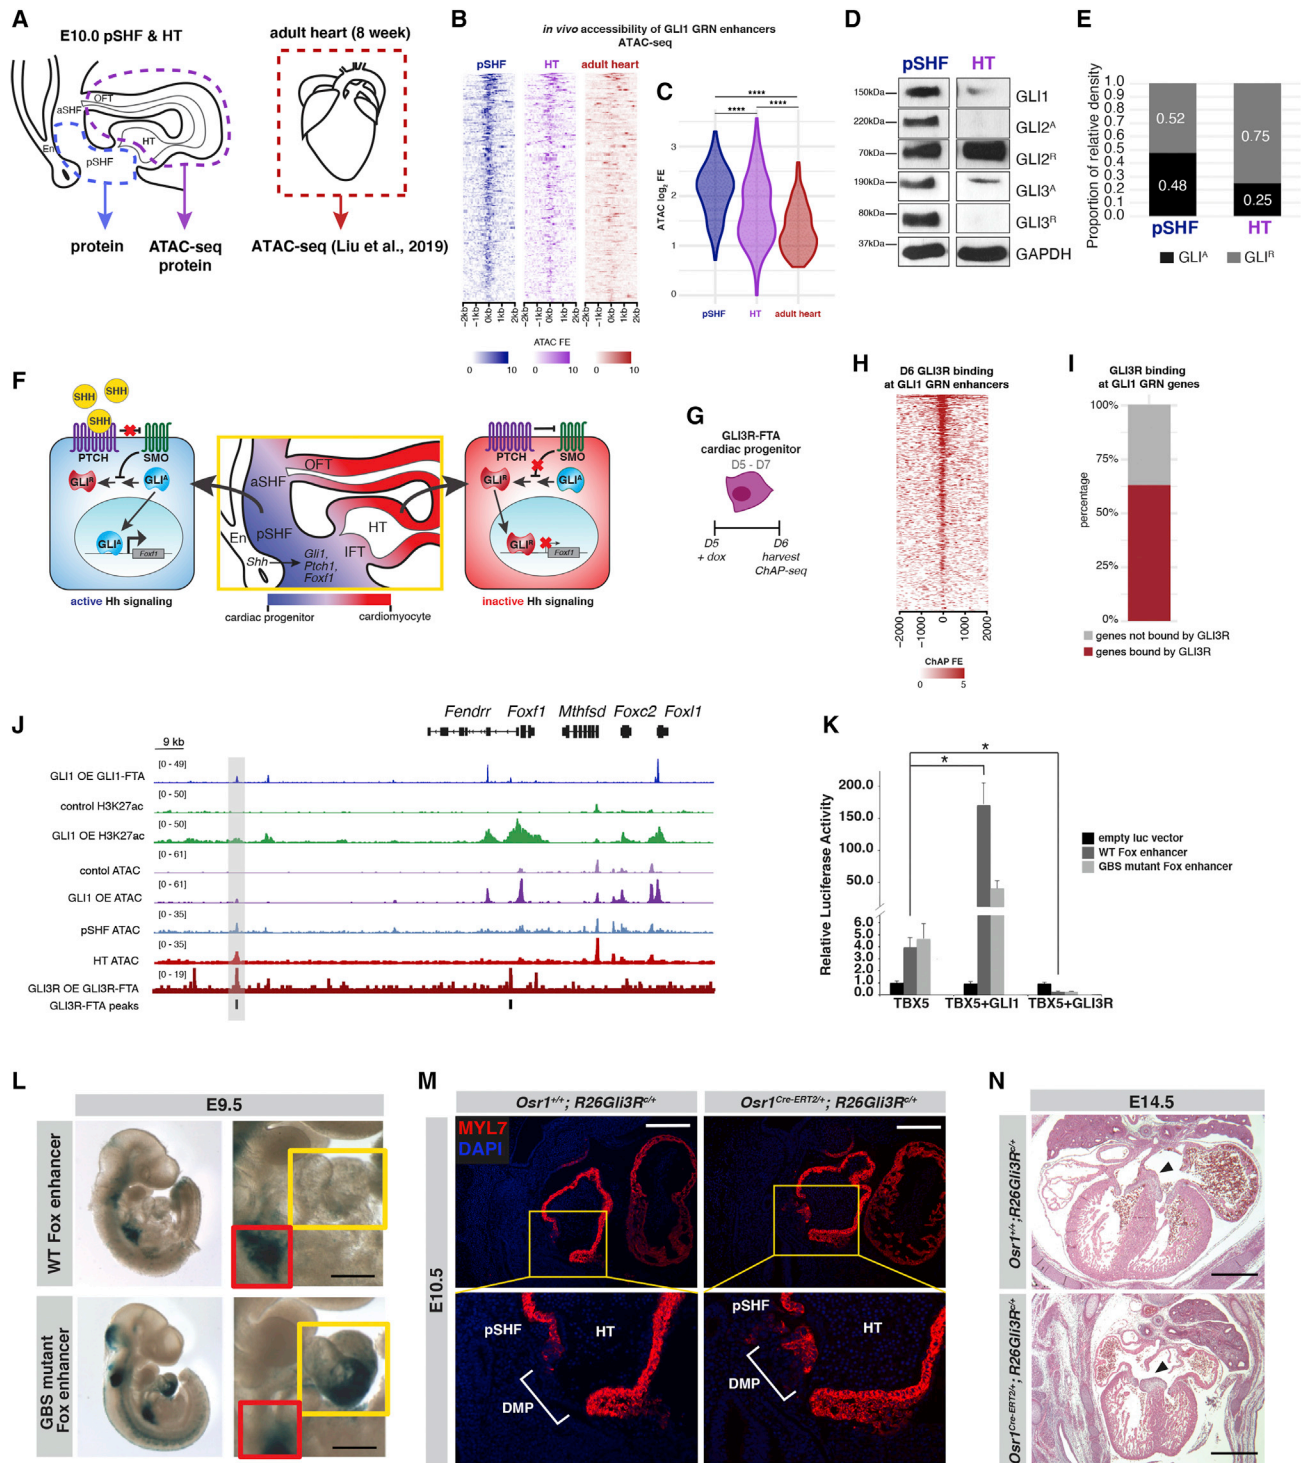 A
E10.0 pSHF & HT
adult heart (8 week)
OFT
aSHF
En
HT
pSHF
protein
ATAC-seq
protein
ATAC-seq (Liu et al., 2019)
B
in vivo accessibility of GLI1 GRN enhancers
ATAC-seq
pSHF
HT
adult heart
-2kb
-1kb
0kb
1kb
2kb
-2kb
-1kb
0kb
1kb
2kb
-2kb
-1kb
0kb
1kb
2kb
ATAC FE
0 10
0 10
0 10
C
****
**** ****
ATAC log2 FE
3
2
1
0
pSHF HT adult heart
D
pSHF HT
150kDa GLI1
220kDa GLI2A
70kDa GLI2R
190kDa GLI3A
80kDa GLI3R
37kDa GAPDH
E
Proportion of relative density
1.0
0.9
0.8
0.7
0.6
0.5
0.4
0.3
0.2
0.1
0.0
0.52
0.48
0.75
0.25
pSHF HT
GLIA GLIR
F
SHH
SHH
SHH
PTCH
SMO
GLIR
GLIA
GLIA
Foxf1
active Hh signaling
OFT
aSHF
HT
pSHF
En
IFT
Shh
Gli1,
Ptch1,
Foxf1
cardiac progenitor
cardiomyocyte
PTCH
SMO
GLIR
GLIA
GLIR
Foxf1
inactive Hh signaling
G
GLI3R-FTA
cardiac progenitor
D5 - D7
D5
+ dox
D6
harvest
ChAP-seq
H
D6 GLI3R binding
at GLI1 GRN enhancers
-2000
-1000
0
1000
2000
ChAP FE
0 5
I
GLI3R binding
at GLI1 GRN genes
100%
75%
50%
25%
0%
percentage
genes not bound by GLI3R
genes bound by GLI3R
J
Fendrr Foxf1 Mthfsd Foxc2 Foxl1
9 kb
GLI1 OE GLI1-FTA [0 - 49]
control H3K27ac [0 - 50]
GLI1 OE H3K27ac [0 - 50]
contol ATAC [0 - 61]
GLI1 OE ATAC [0 - 61]
pSHF ATAC [0 - 35]
HT ATAC [0 - 35]
GLI3R OE GLI3R-FTA [0 - 19]
GLI3R-FTA peaks
K
Relative Luciferase Activity
200.0
150.0
100.0
50.0
6.0
5.0
4.0
3.0
2.0
1.0
0.0
*
*
TBX5 TBX5+GLI1 TBX5+GLI3R
empty luc vector
WT Fox enhancer
GBS mutant Fox enhancer
L
E9.5
WT Fox enhancer
GBS mutant
Fox enhancer
M
Osr1+/+; R26Gli3Rc/+
Osr1Cre-ERT2/+; R26Gli3Rc/+
E10.5
MYL7
DAPI
pSHF
HT
DMP
pSHF
HT
DMP
N
E14.5
Osr1+/+;R26Gli3Rc/+
Osr1Cre-ERT2/+; R26Gli3Rc/+